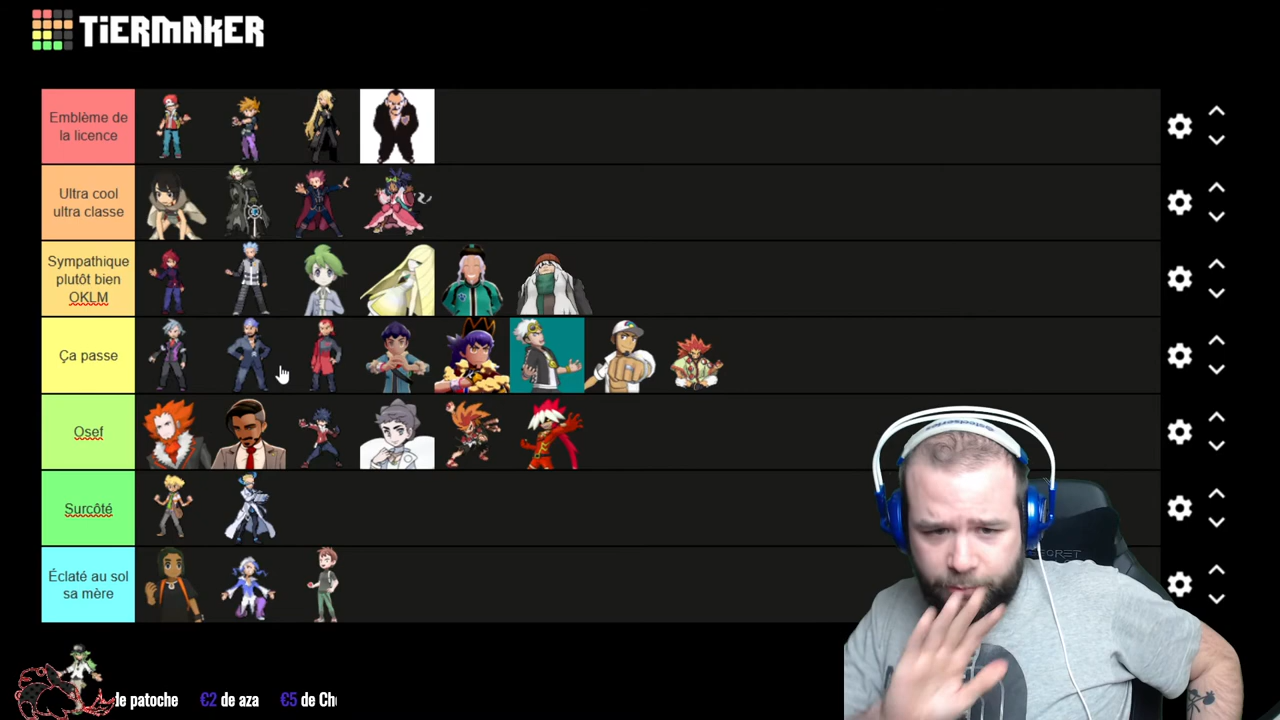 TiERMAKER
Emblème de
la licence
Ultra cool
ultra classe
Sympathique
plutôt bien
OKLM
Ça passe
Osef
Surcôté
Éclaté au sol
sa mère
de patoche €2 de aza €5 de Ch